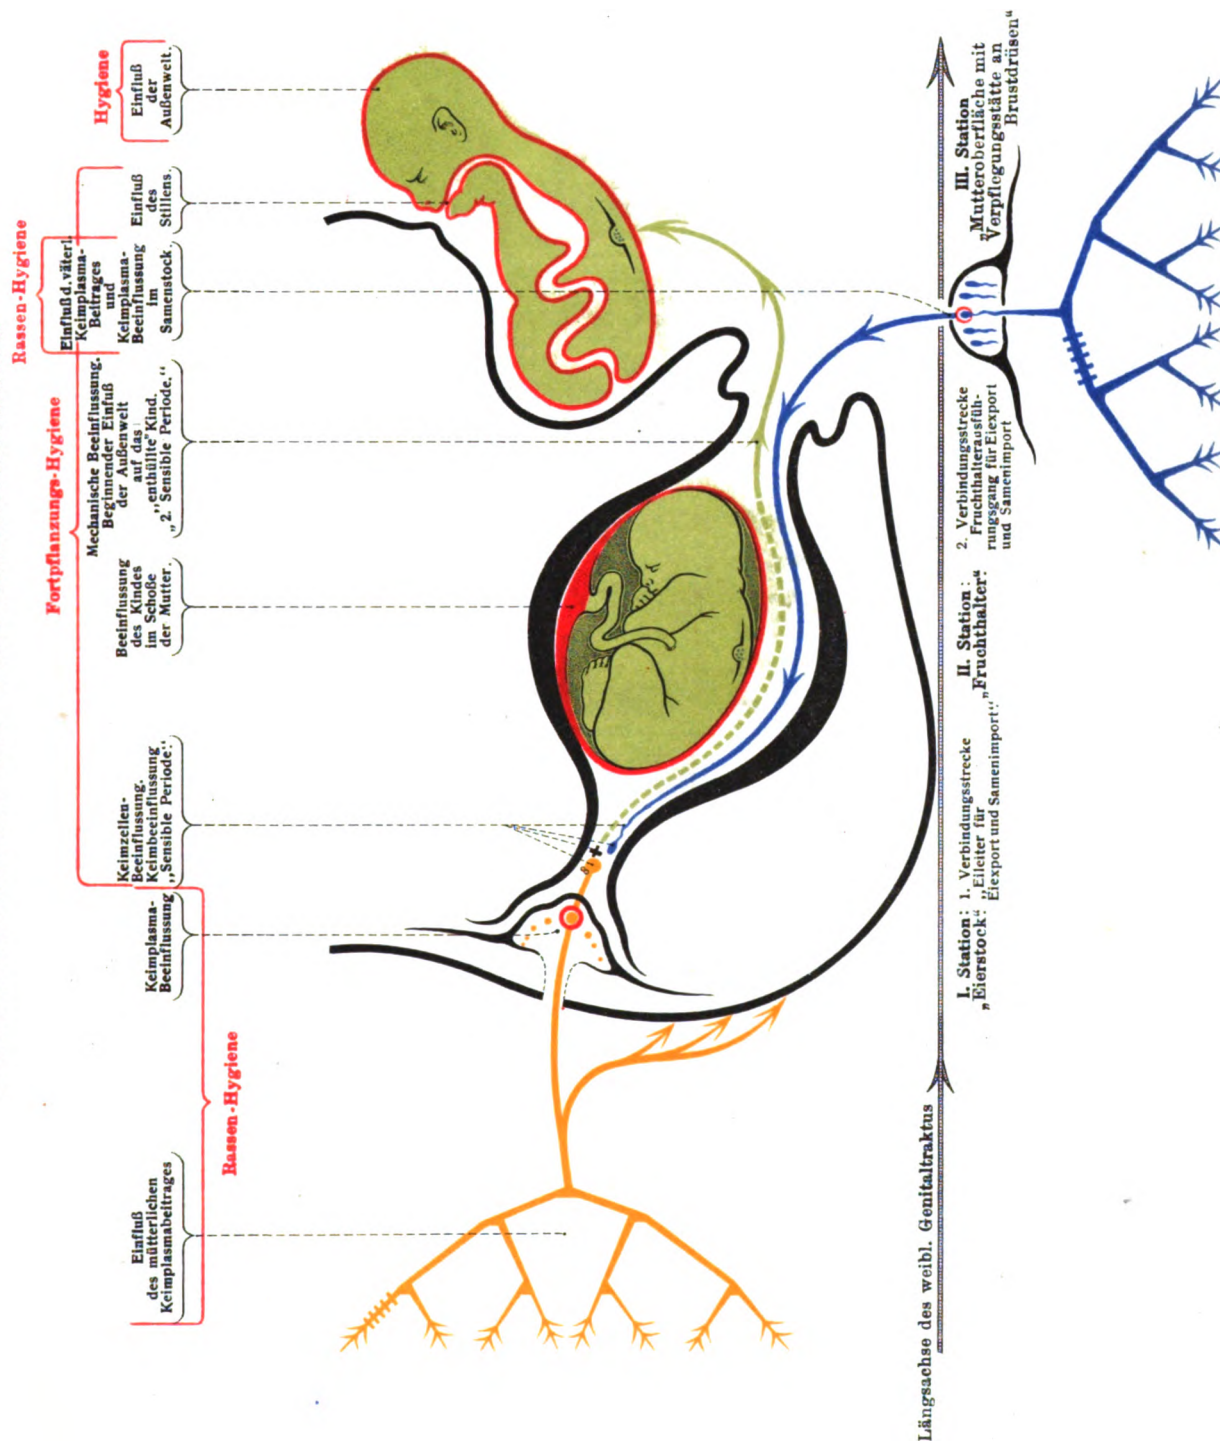 Rassen-Hygiene
Einfluß
des mütterlichen
Keimplasmabeitrages
Keimplasma-
Beeinflussung
Fortpflanzungs-Hygiene
Keimzellen-
Beeinflussung.
Keimbeeinflussung
„Sensible Periode:“
Beeinflussung
des Kindes
im Schoße
der Mutter.
Mechanische Beeinflussung.
Beginnender Einfuß
der Außenwelt
auf das
„enthüllte“ Kind.
„2. Sensible Periode.“
Rassen-Hygiene
Einfluß d. väterl.
Keimplasma-
Beitrages
und
Keimplasma-
Beeinflussung
im
Samenstock.
Einfluß
des
Stillens.
Hygiene
Einfluß
der
Außenwelt.
Längsachse des weibl. Genitaltraktus
I. Station:
„Eierstock“
1. Verbindungsstrecke
„Eileiter für
Eiexport und Samenimport“
II. Station:
„Fruchthalter“
2. Verbindungsstrecke
Fruchthalterausfüh-
rungsgang für Eiexport
und Samenimport
III. Station
„Mutteroberfläche mit
Verpflegungsstätte an
Brustdrüsen“